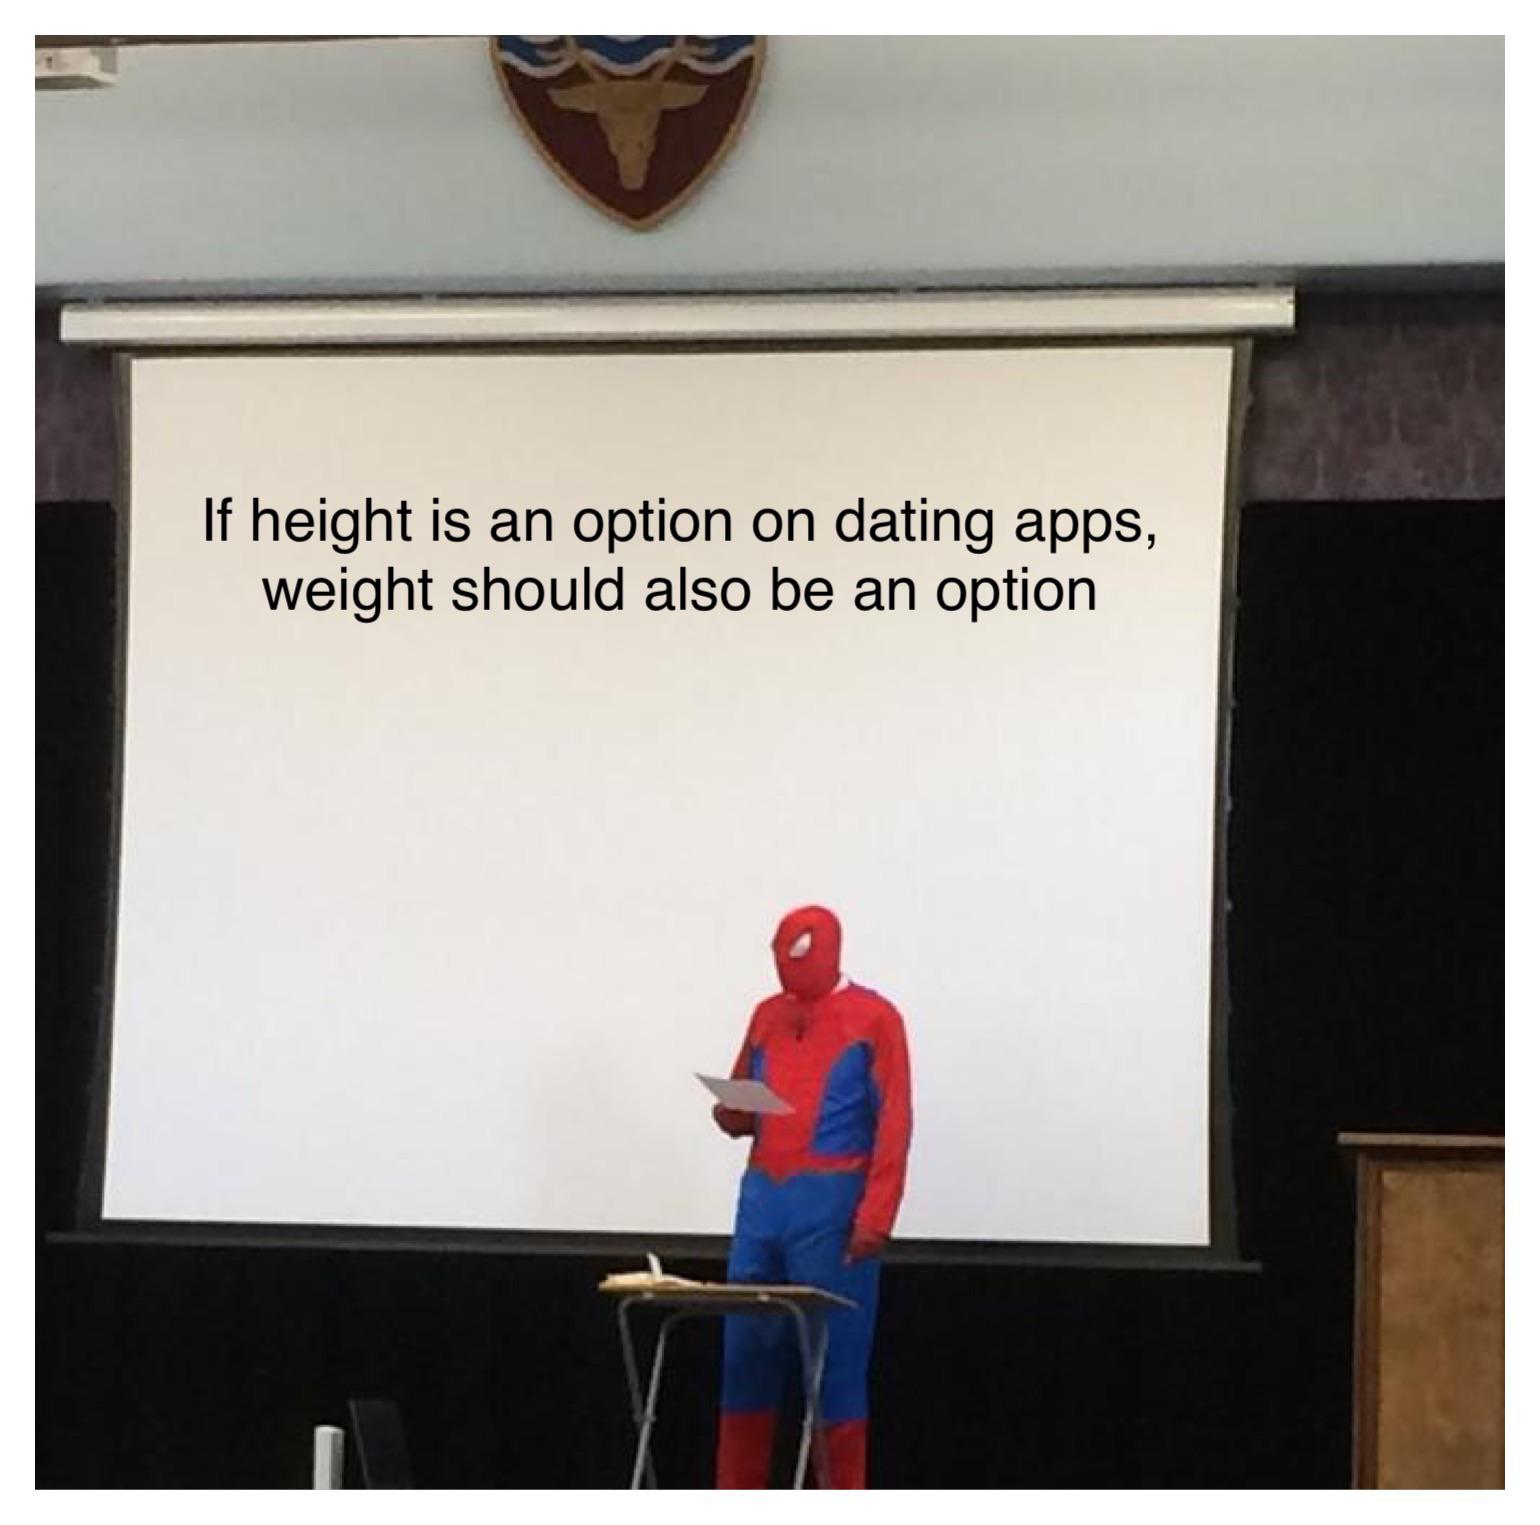 If height is an option on dating apps,
weight should also be an option